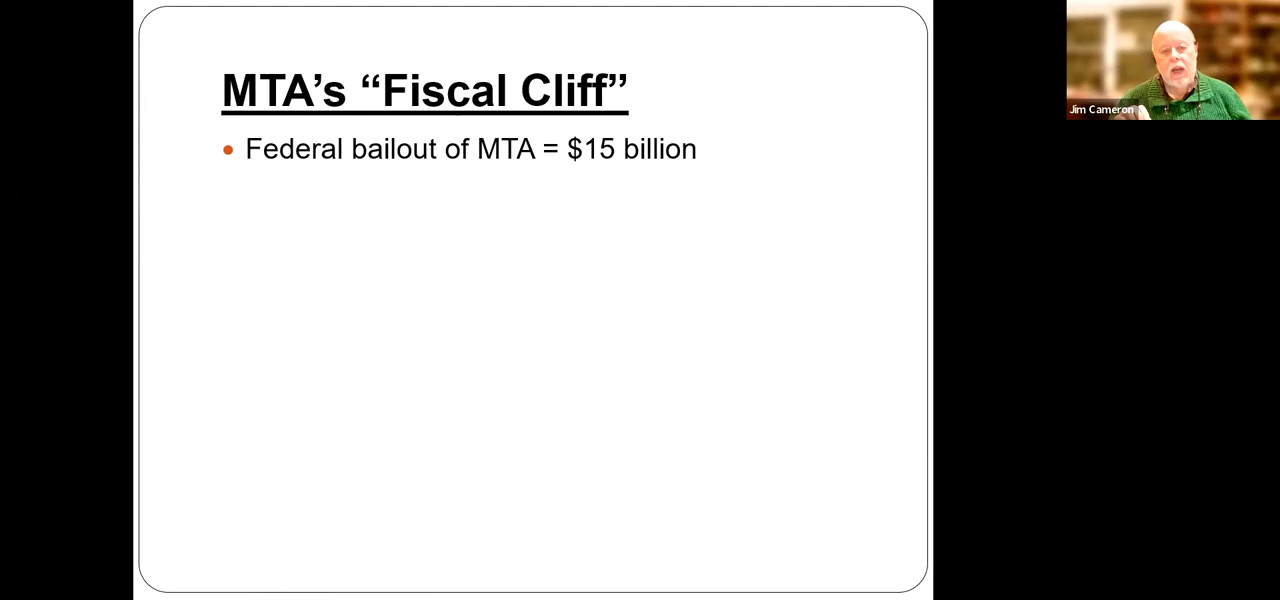 MTA's “Fiscal Cliff”
• Federal bailout of MTA = $15 billion
Jim Cameron